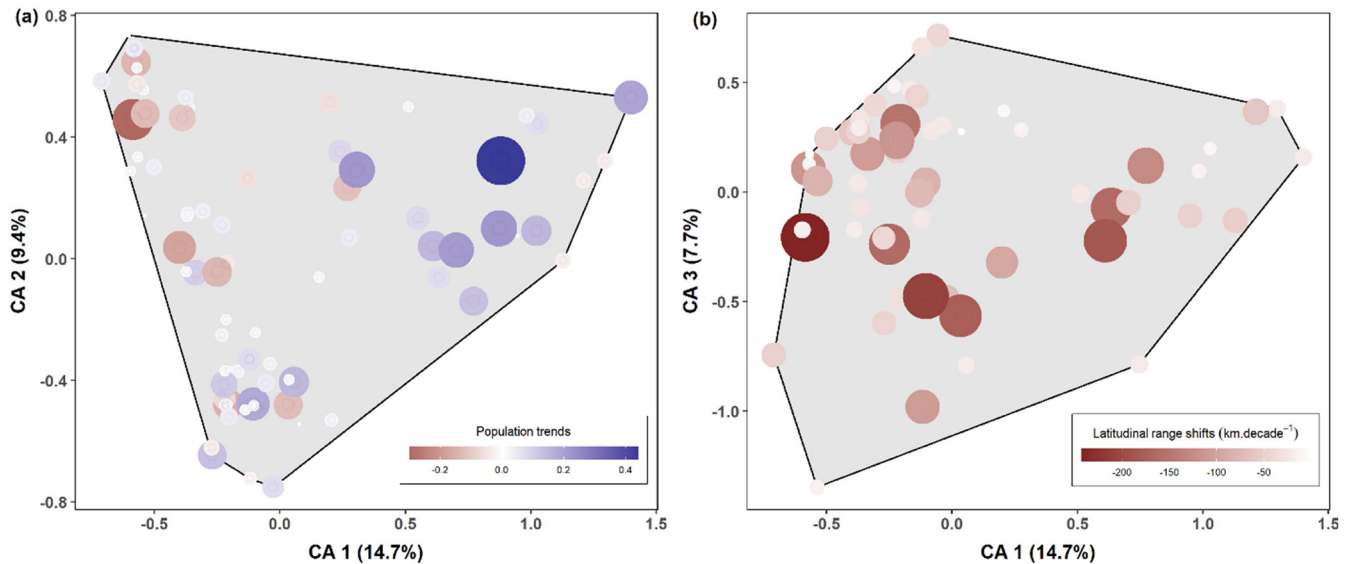 (a)
0.8
0.4
0.0
-0.4
-0.8
CA 2 (9.4%)
Population trends
-0.2 0.0 0.2 0.4
-0.5 0.0 0.5 1.0 1.5
CA 1 (14.7%)
(b)
0.5
0.0
-0.5
-1.0
CA 3 (7.7%)
Latitudinal range shifts (km.decade⁻¹)
-200 -150 -100 -50
-0.5 0.0 0.5 1.0 1.5
CA 1 (14.7%)